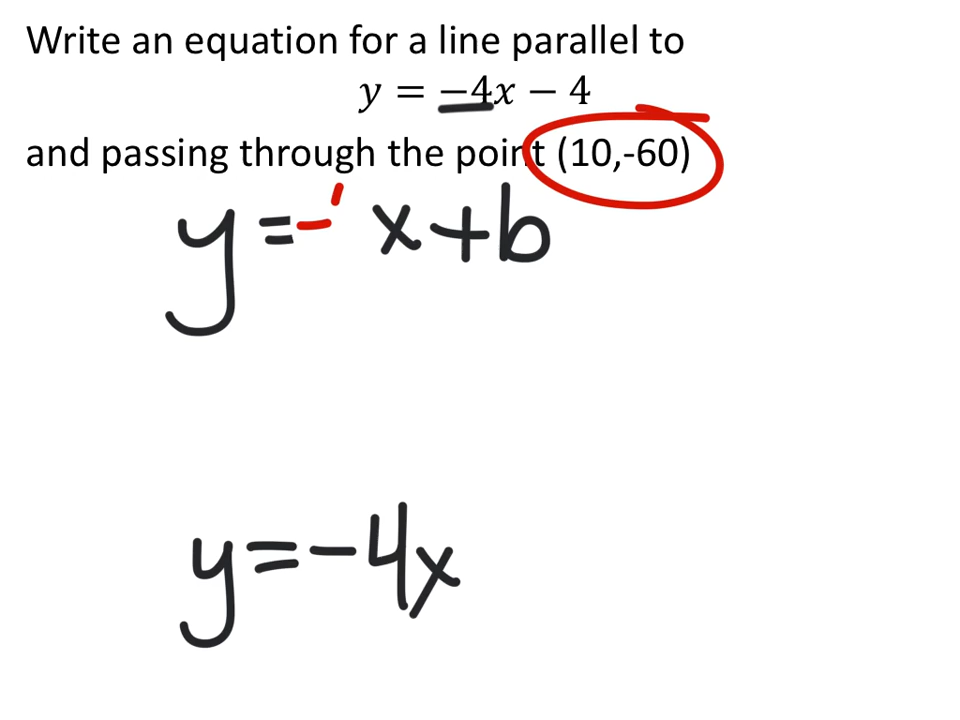 Write an equation for a line parallel to
y = −4x − 4
and passing through the point (10,-60)
y = -' x+b
y=-4x